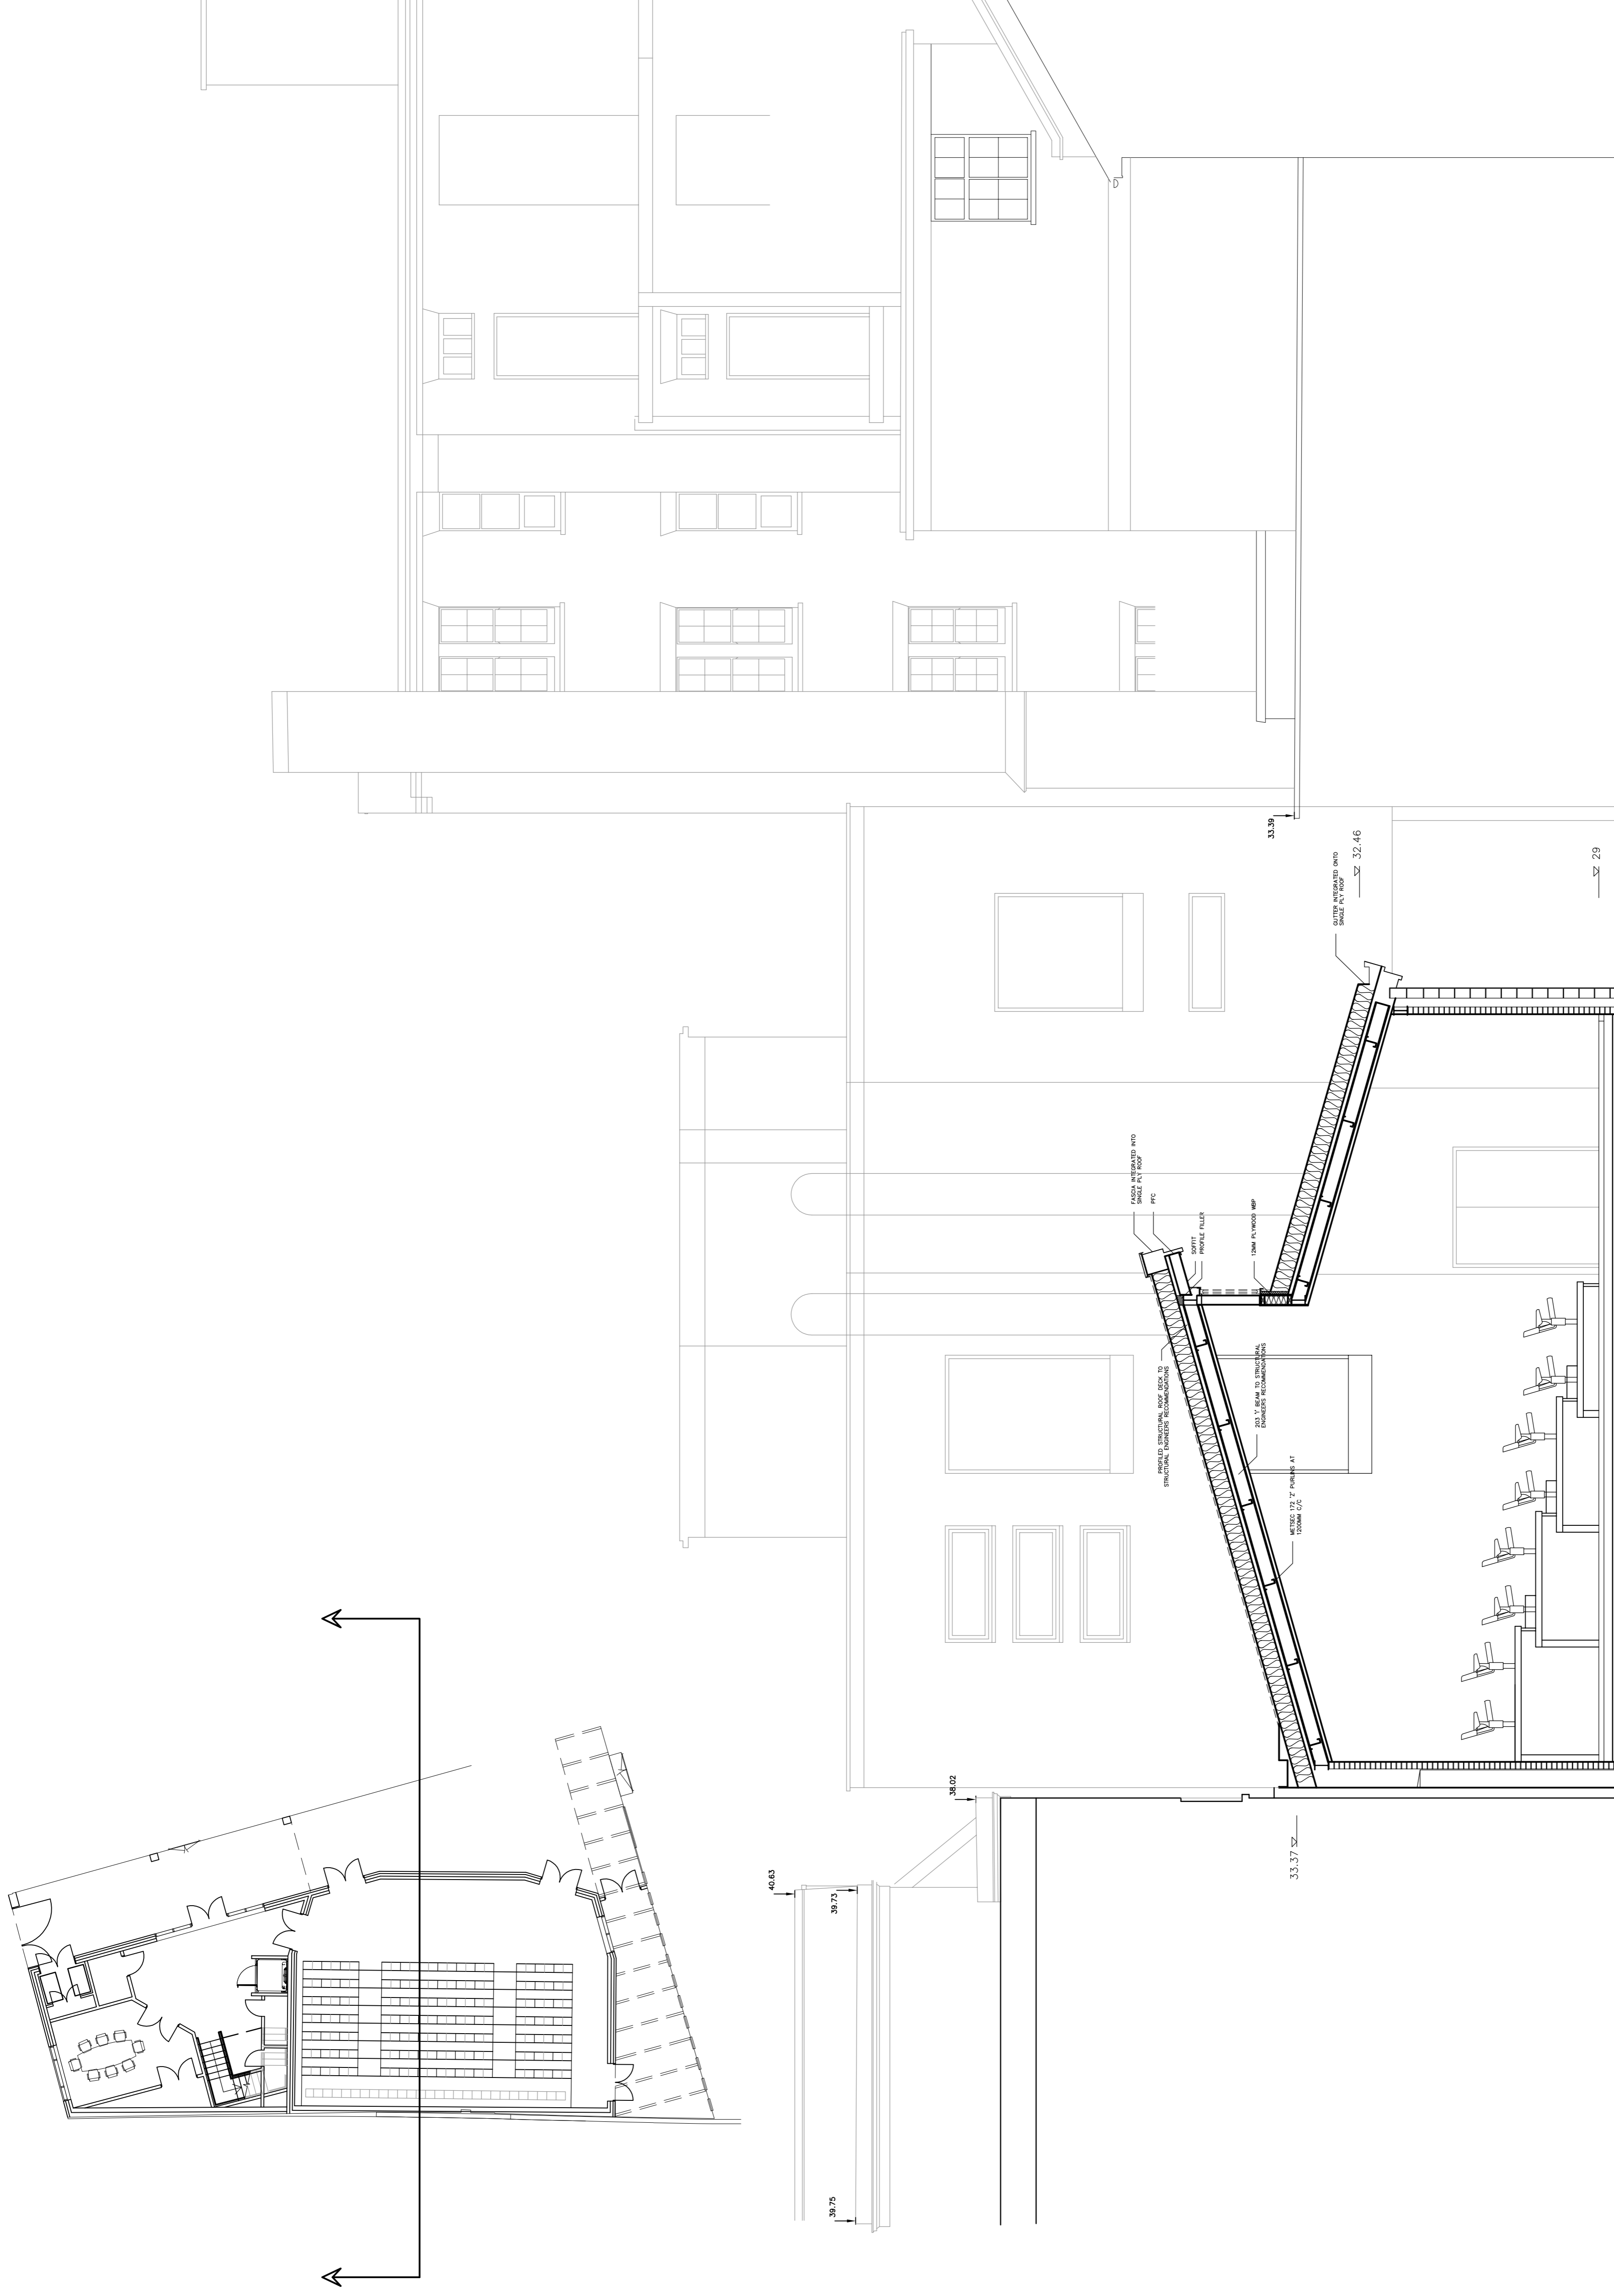 40.63
39.73
39.75
38.02
FASCIA INTEGRATED INTO
SINGLE PLY ROOF
PFC
SOFFIT
PROFILE FILLER
12MM PLYWOOD WBP
PROFILED STRUCTURAL ROOF DECK TO
STRUCTURAL ENGINEERS RECOMMENDATIONS
203 'I' BEAM TO STRUCTURAL
ENGINEERS RECOMMENDATIONS
METSEC 172 'Z' PURLINS AT
1200MM C/C
33.37
33.39
GUTTER INTEGRATED ONTO
SINGLE PLY ROOF
32.46
29